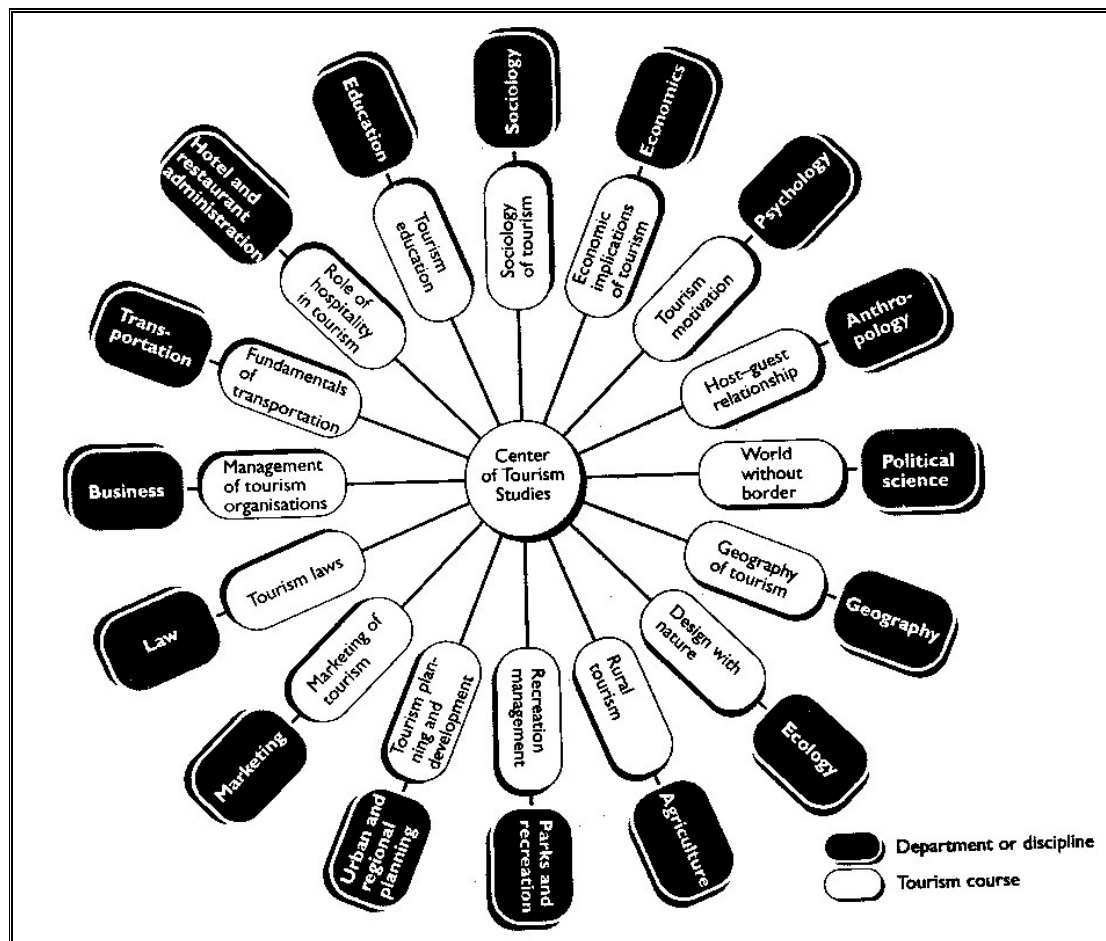 Sociology
Sociology
of tourism
Economics
Economic
implications
of tourism
Psychology
Tourism
motivation
Anthro-
pology
Host–guest
relationship
Political
science
World
without
border
Geography
Geography
of tourism
Ecology
Design with
nature
Agriculture
Rural
tourism
Parks and
recreation
Recreation
management
Urban and
regional
planning
Tourism plan-
ning and
development
Marketing
Marketing of
tourism
Law
Tourism laws
Business
Management
of tourism
organisations
Trans-
portation
Fundamentals
of
transportation
Hotel and
restaurant
administration
Role of
hospitality
in tourism
Education
Tourism
education
Center
of Tourism
Studies
Department or discipline
Tourism course